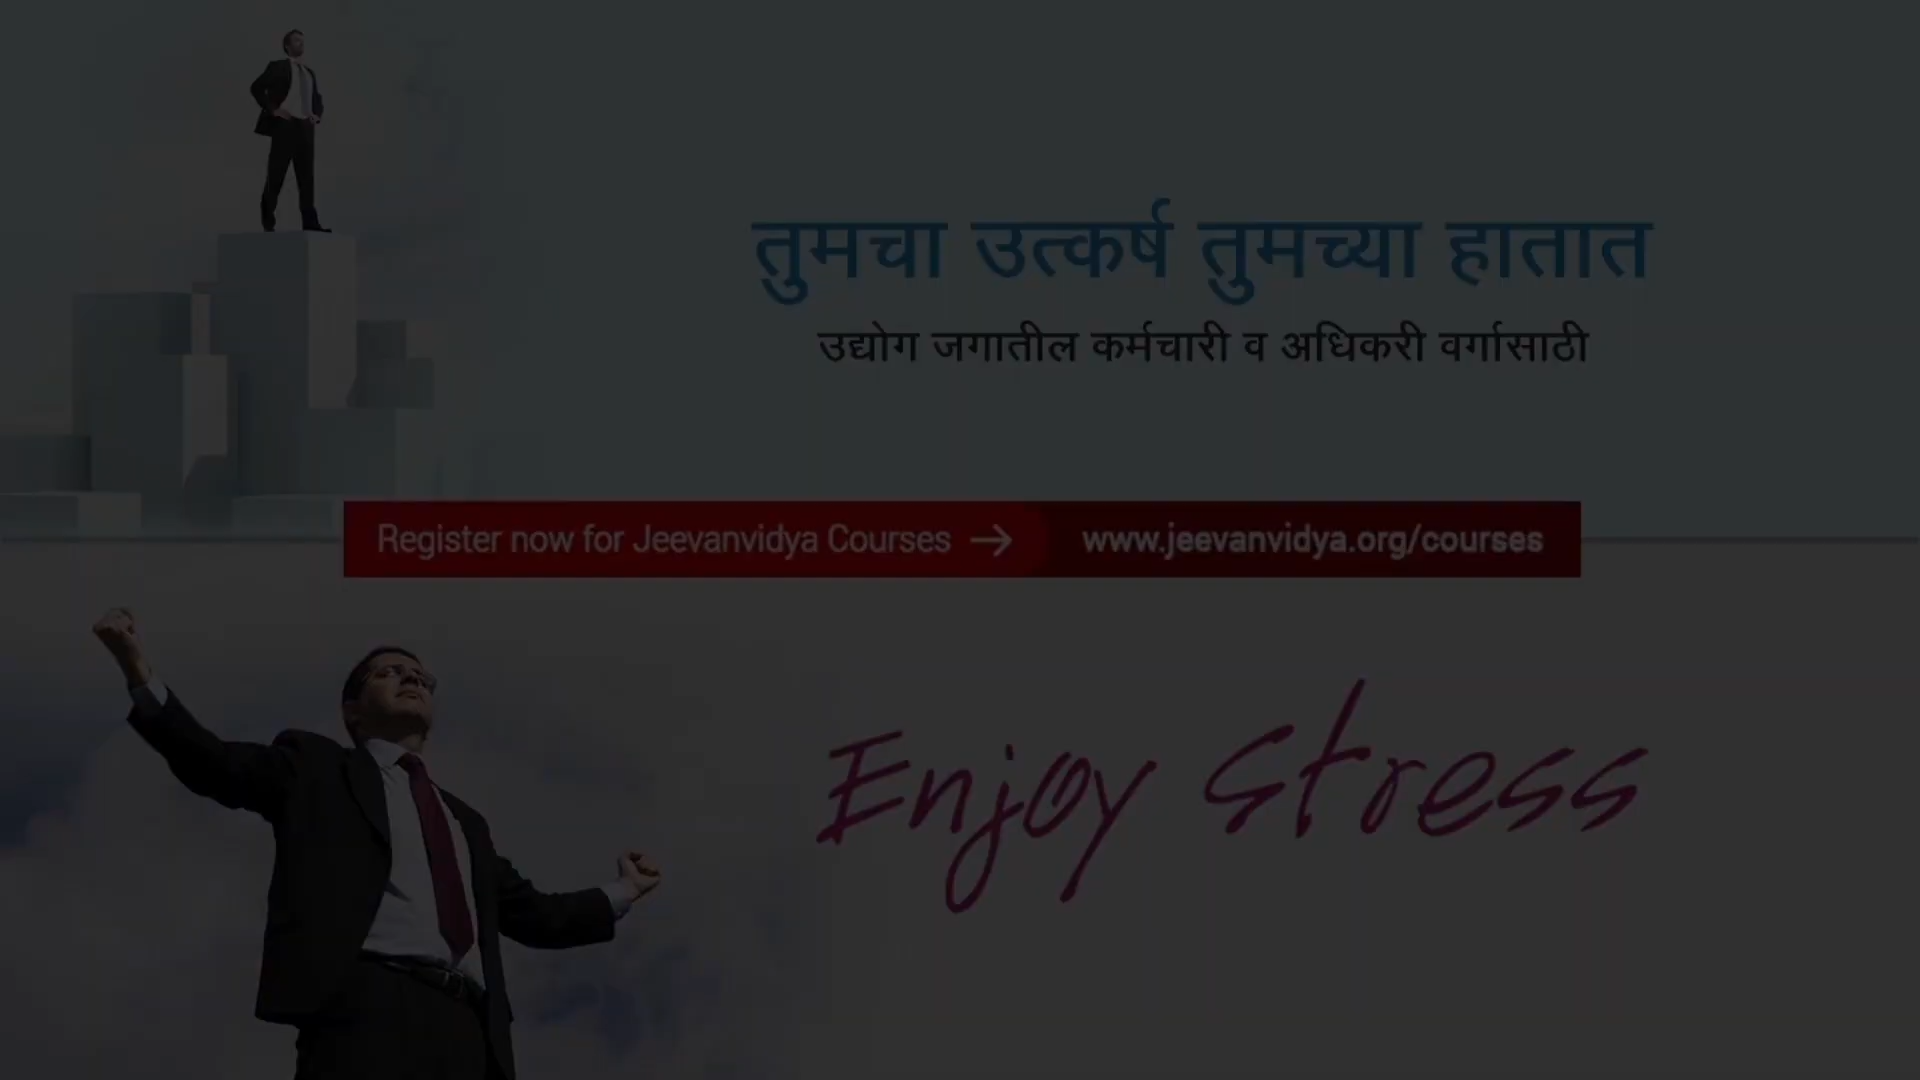 तुमचा उत्कर्ष तुमच्या हातात
उद्योग जगातील कर्मचारी व अधिकरी वर्गासाठी
Register now for Jeevanvidya Courses → www.jeevanvidya.org/courses
Enjoy Stress